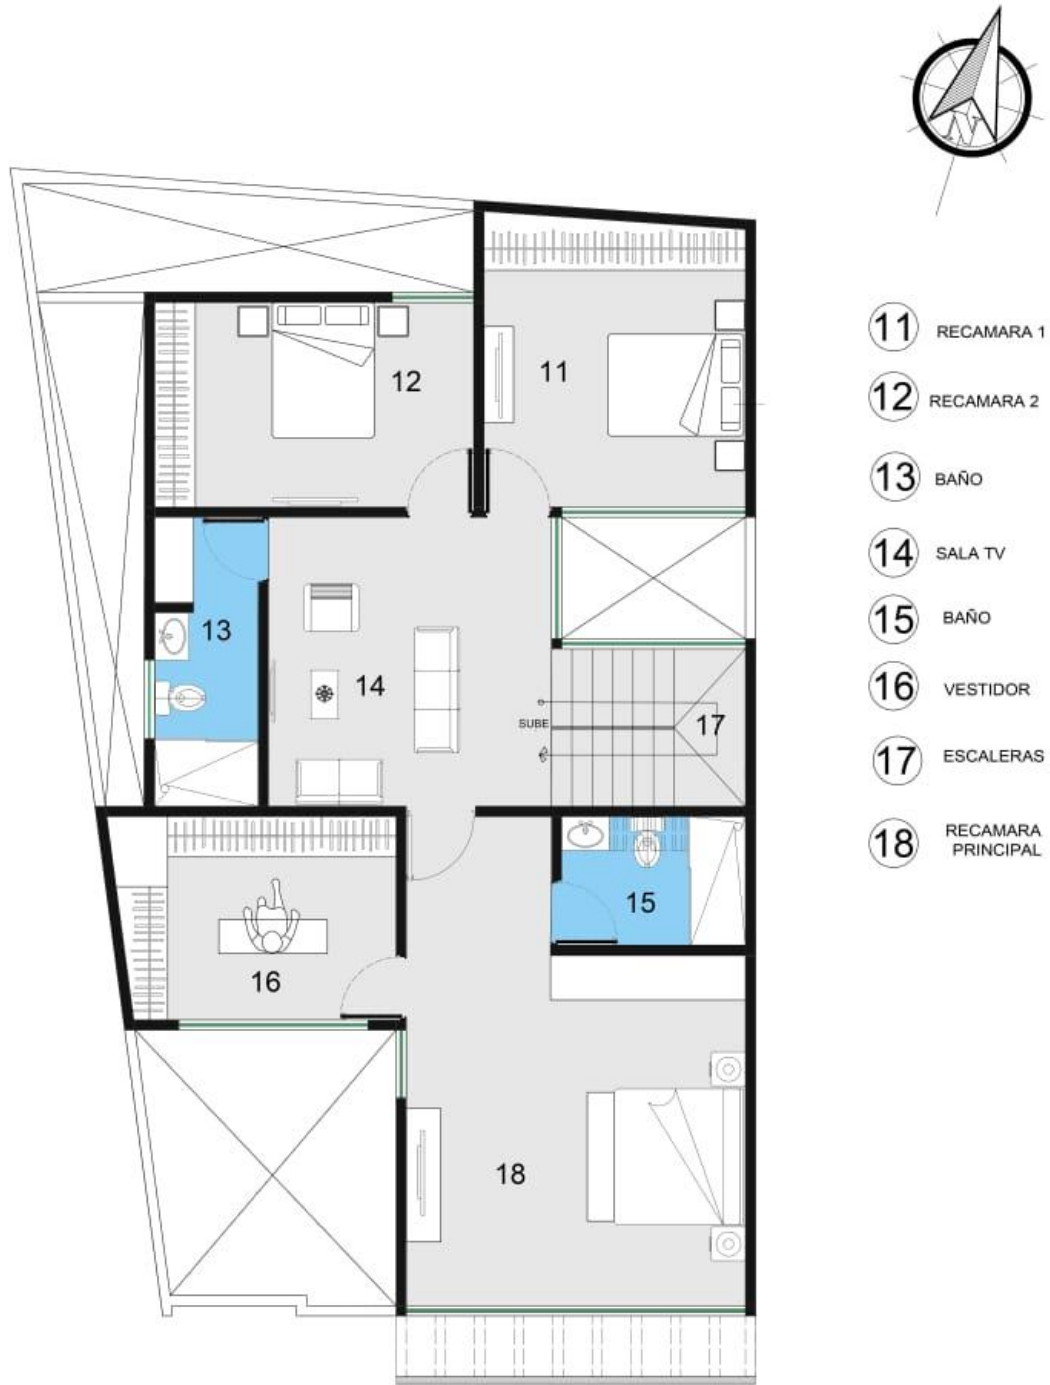 N
11 RECAMARA 1
12 RECAMARA 2
13 BAÑO
14 SALA TV
15 BAÑO
16 VESTIDOR
17 ESCALERAS
18 RECAMARA
PRINCIPAL
12
11
13
14
SUBE
17
15
16
18